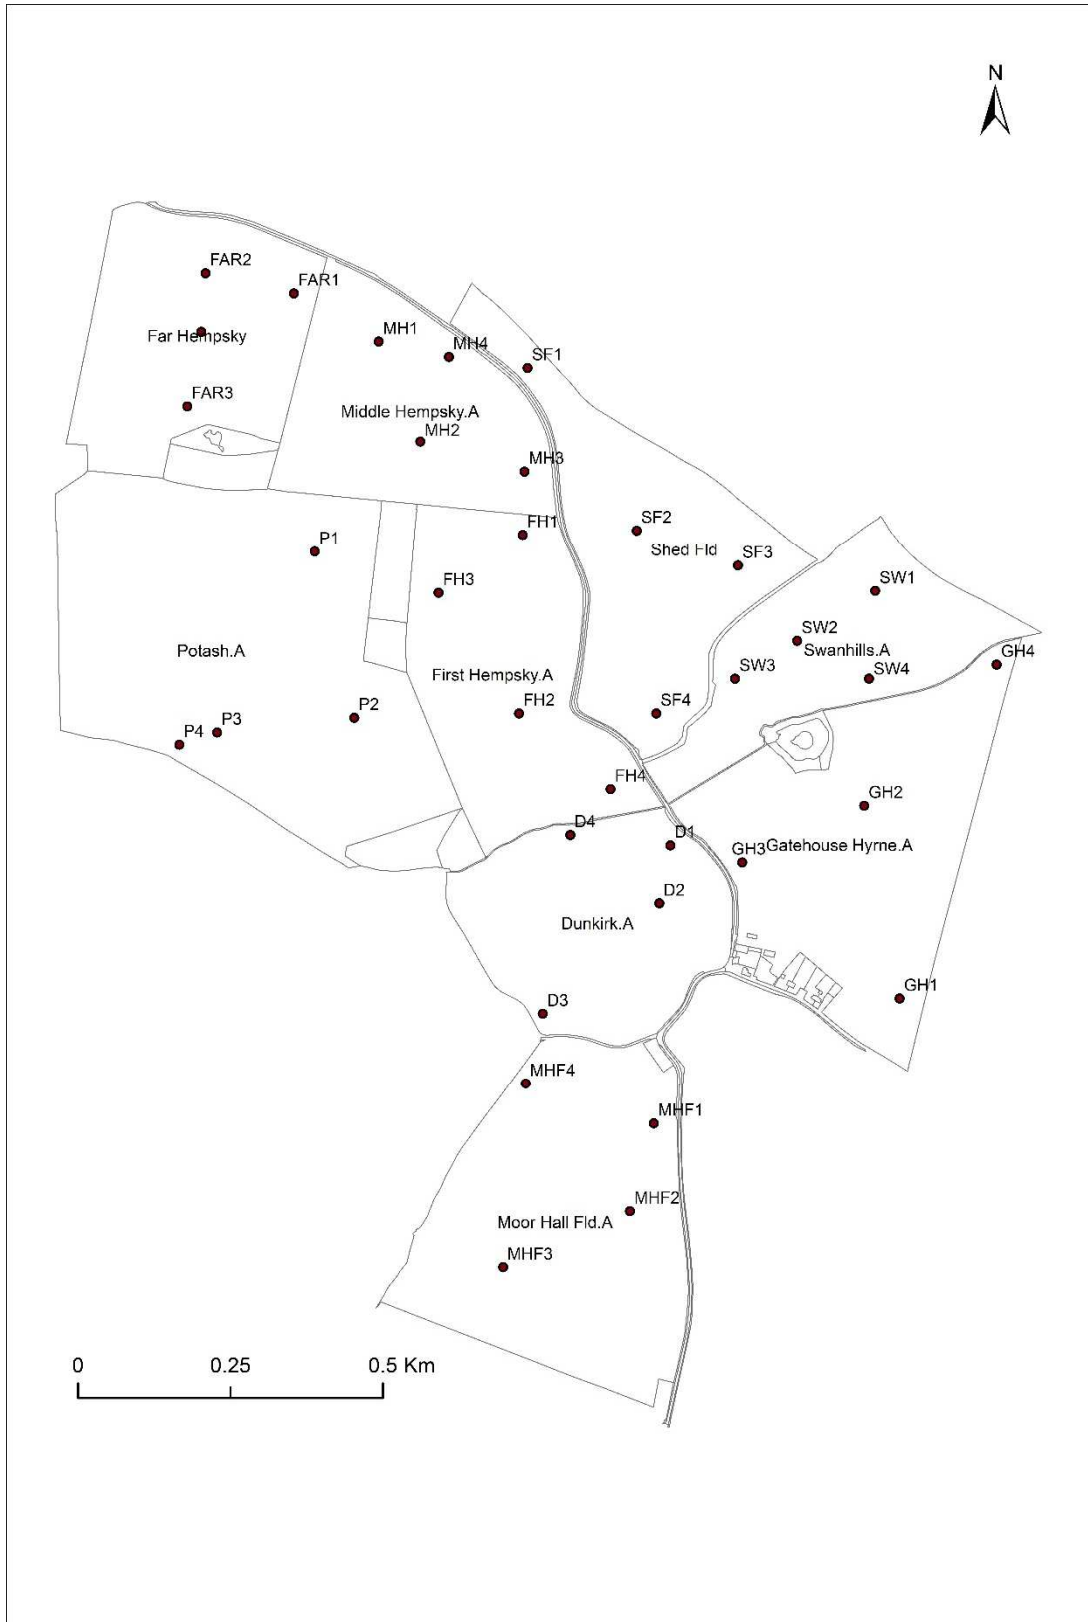 N
FAR2
FAR1
Far Hempsky
MH1
MH4
SF1
FAR3
Middle Hempsky.A
MH2
MH3
SF2
FH1
Shed Fld
P1
SF3
FH3
SW1
SW2
Swanhills.A
Potash.A
GH4
First Hempsky.A
SW3
SW4
P2
FH2
SF4
P3
P4
FH4
GH2
D4
D1
GH3
Gatehouse Hyrne.A
D2
Dunkirk.A
GH1
D3
MHF4
MHF1
MHF2
Moor Hall Fld.A
MHF3
0 0.25 0.5 Km